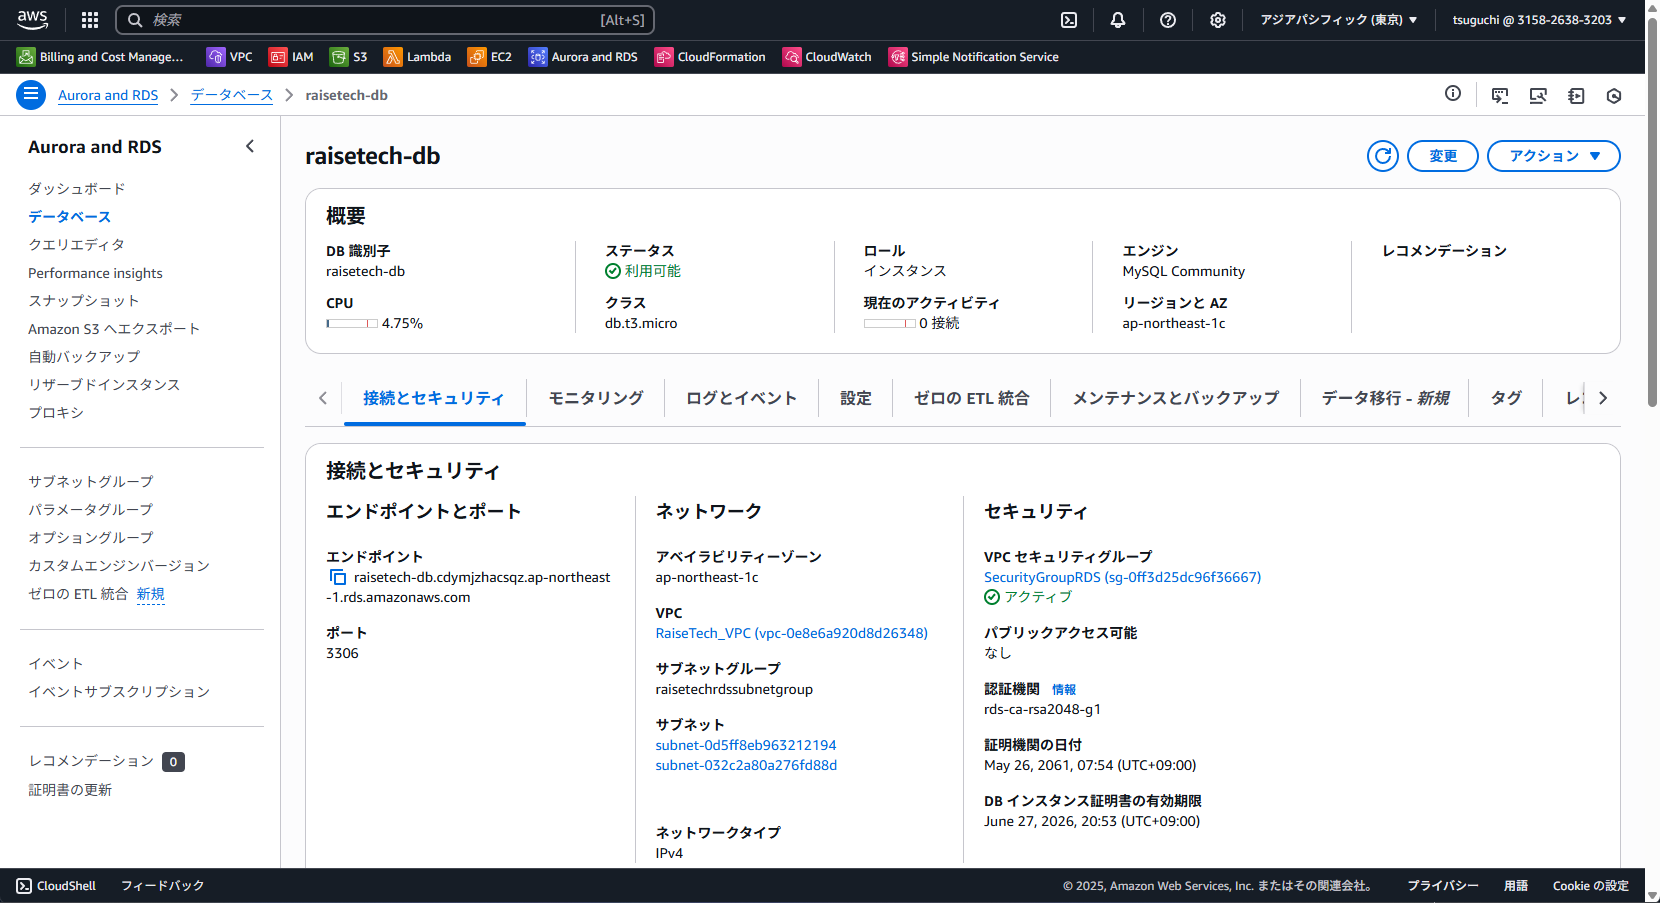 aws
検索
[Alt+S]
アジアパシフィック (東京) ▼
tsuguchi @ 3158-2638-3203 ▼
Billing and Cost Manage...
VPC
IAM
S3
Lambda
EC2
Aurora and RDS
CloudFormation
CloudWatch
Simple Notification Service
Aurora and RDS > データベース > raisetech-db
Aurora and RDS
ダッシュボード
データベース
クエリエディタ
Performance insights
スナップショット
Amazon S3 へエクスポート
自動バックアップ
リザーブドインスタンス
プロキシ
サブネットグループ
パラメータグループ
オプショングループ
カスタムエンジンバージョン
ゼロの ETL 統合 新規
イベント
イベントサブスクリプション
レコメンデーション 0
証明書の更新
raisetech-db
変更
アクション ▼
概要
DB 識別子
raisetech-db
CPU
4.75%
ステータス
利用可能
クラス
db.t3.micro
ロール
インスタンス
現在のアクティビティ
0 接続
エンジン
MySQL Community
リージョンと AZ
ap-northeast-1c
レコメンデーション
接続とセキュリティ
モニタリング
ログとイベント
設定
ゼロの ETL 統合
メンテナンスとバックアップ
データ移行 - 新規
タグ
接続とセキュリティ
エンドポイントとポート
エンドポイント
raisetech-db.cdymjzhacsqz.ap-northeast
-1.rds.amazonaws.com
ポート
3306
ネットワーク
アベイラビリティーゾーン
ap-northeast-1c
VPC
RaiseTech_VPC (vpc-0e8e6a920d8d26348)
サブネットグループ
raisetechrdssubnetgroup
サブネット
subnet-0d5ff8eb963212194
subnet-032c2a80a276fd88d
ネットワークタイプ
IPv4
セキュリティ
VPC セキュリティグループ
SecurityGroupRDS (sg-0ff3d25dc96f36667)
アクティブ
パブリックアクセス可能
なし
認証機関 情報
rds-ca-rsa2048-g1
証明機関の日付
May 26, 2061, 07:54 (UTC+09:00)
DB インスタンス証明書の有効期限
June 27, 2026, 20:53 (UTC+09:00)
CloudShell
フィードバック
© 2025, Amazon Web Services, Inc. またはその関連会社。
プライバシー
用語
Cookie の設定